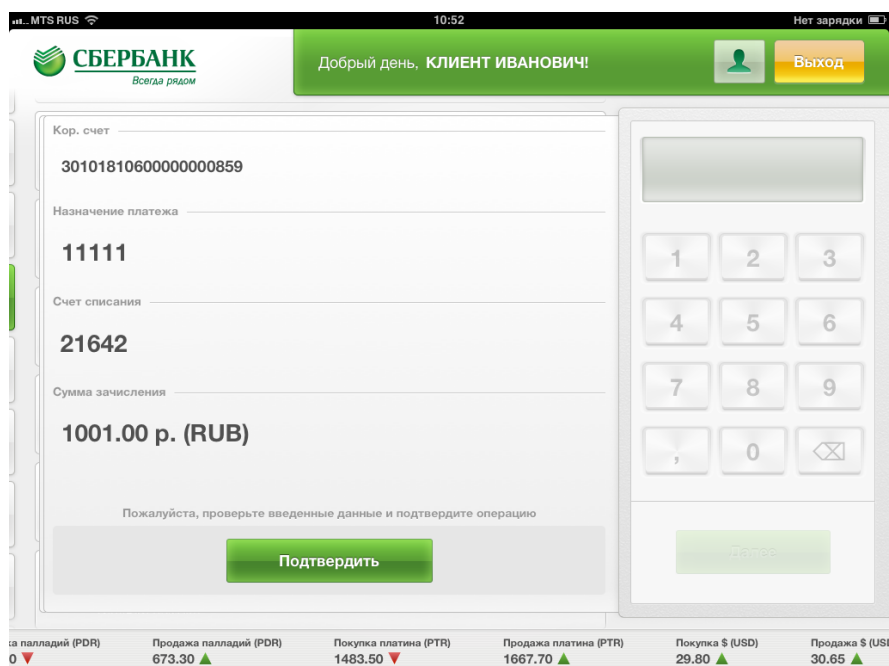 MTS RUS
10:52
Нет зарядки
СБЕРБАНК
Всегда рядом
Добрый день, КЛИЕНТ ИВАНОВИЧ!
Выход
Кор. счет
30101810600000000859
Назначение платежа
11111
Счет списания
21642
Сумма зачисления
1001.00 р. (RUB)
Пожалуйста, проверьте введенные данные и подтвердите операцию
Подтвердить
1 2 3
4 5 6
7 8 9
, 0
Далее
палладий (PDR) Продажа палладий (PDR) Покупка платина (PTR) Продажа платина (PTR) Покупка $ (USD) Продажа $ (USD
0 673.30 1483.50 1667.70 29.80 30.65